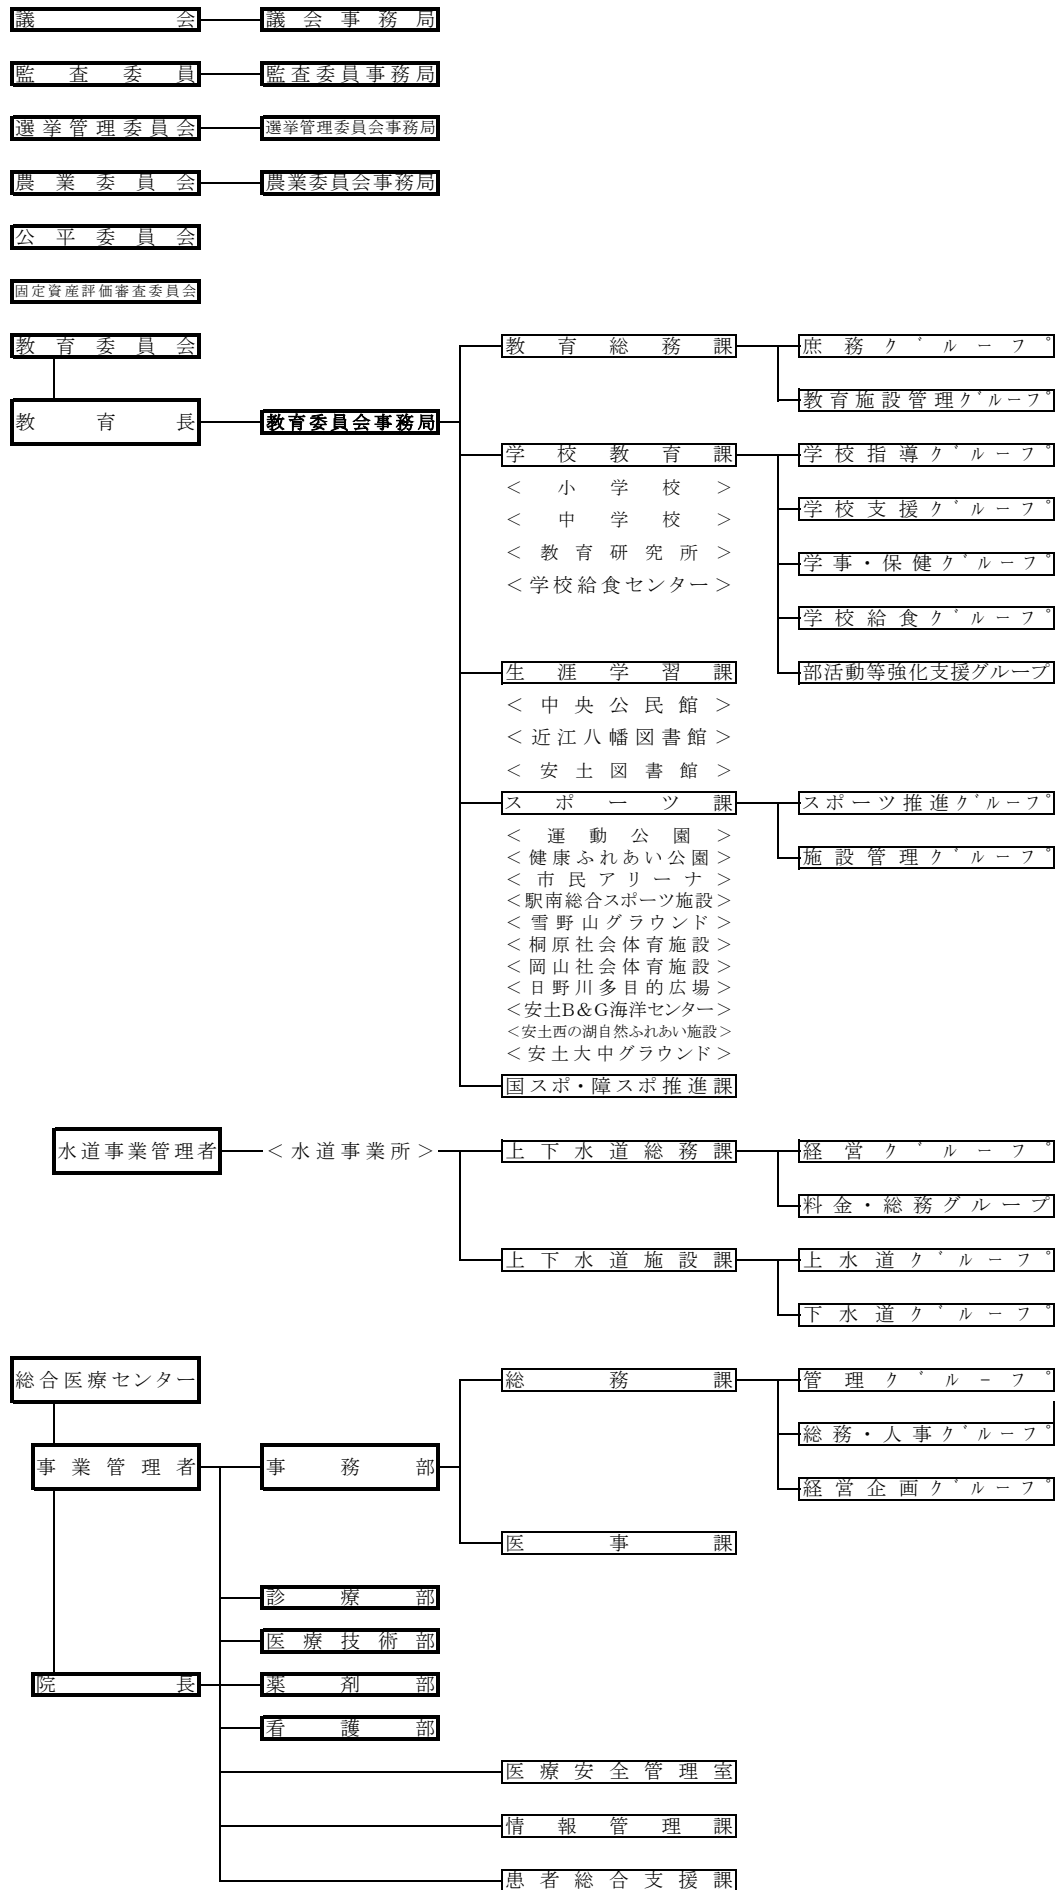 議会 議会事務局
監査委員 監査委員事務局
選挙管理委員会 選挙管理委員会事務局
農業委員会 農業委員会事務局
公平委員会
固定資産評価審査委員会
教育委員会 教育総務課 庶務グループ
教育施設管理グループ
教育長 教育委員会事務局
学校教育課 学校指導グループ
<小学校>
学校支援グループ
<中学校>
<教育研究所> 学事・保健グループ
<学校給食センター>
学校給食グループ
生涯学習課 部活動等強化支援グループ
<中央公民館>
<近江八幡図書館>
<安土図書館>
スポーツ課 スポーツ推進グループ
<運動公園>
<健康ふれあい公園> 施設管理グループ
<市民アリーナ>
<駅南総合スポーツ施設>
<雪野山グラウンド>
<桐原社会体育施設>
<岡山社会体育施設>
<日野川多目的広場>
<安土B&G海洋センター>
<安土西の湖自然ふれあい施設>
<安土大中グラウンド>
国スポ・障スポ推進課
水道事業管理者 <水道事業所> 上下水道総務課 経営グループ
料金・総務グループ
上下水道施設課 上水道グループ
下水道グループ
総合医療センター 総務課 管理グループ
総務・人事グループ
事業管理者 事務部
経営企画グループ
医事課
診療部
医療技術部
院長 薬剤部
看護部
医療安全管理室
情報管理課
患者総合支援課